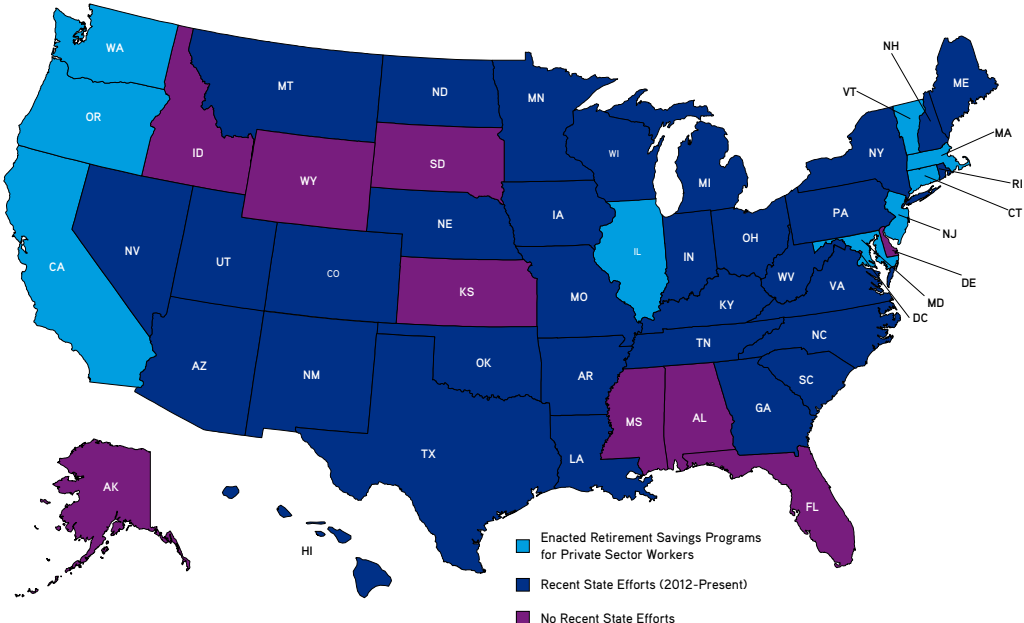 WA
OR
CA
ID
NV
MT
WY
UT
AZ
CO
NM
ND
SD
NE
KS
OK
TX
MN
IA
MO
AR
LA
WI
IL
MI
IN
OH
KY
TN
MS
AL
GA
FL
SC
NC
VA
WV
PA
NY
VT
NH
ME
MA
RI
CT
NJ
DE
MD
DC
AK
HI
Enacted Retirement Savings Programs
for Private Sector Workers
Recent State Efforts (2012-Present)
No Recent State Efforts